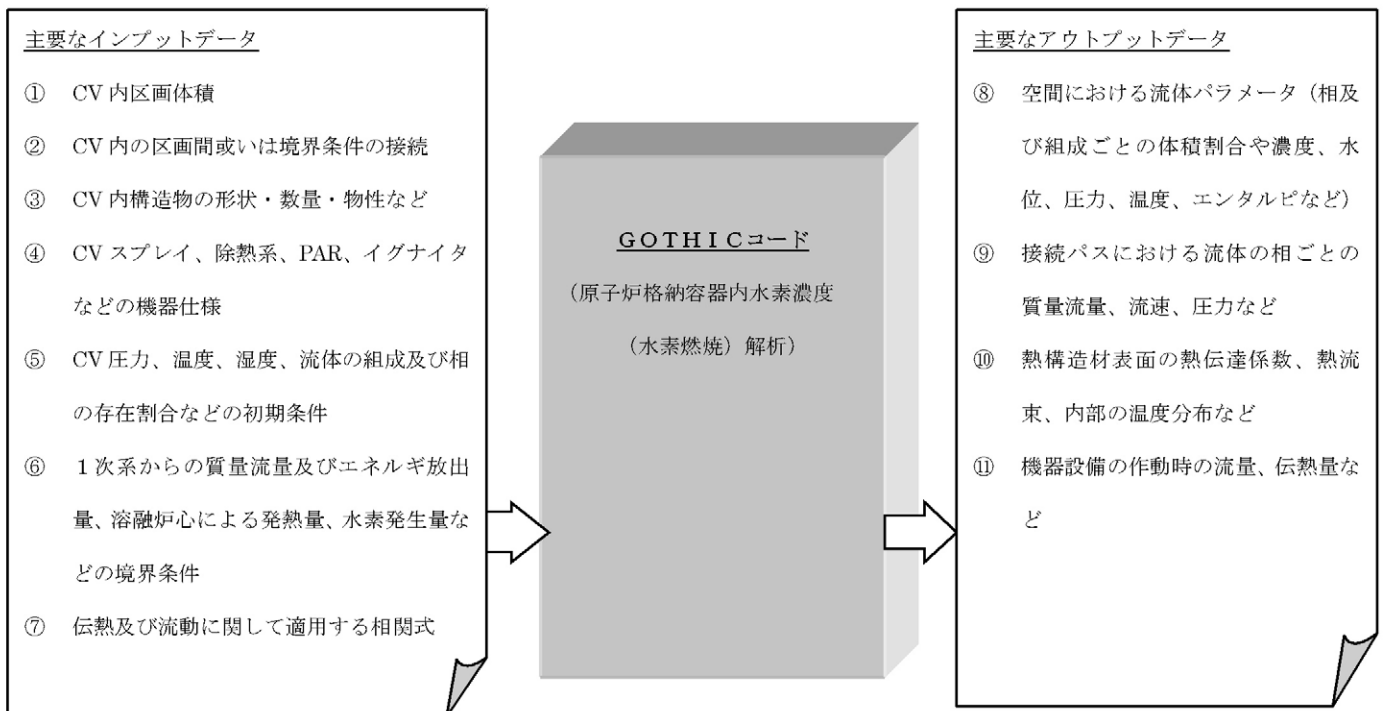 主要なインプットデータ
① CV 内区画体積
② CV 内の区画間或いは境界条件の接続
③ CV 内構造物の形状・数量・物性など
④ CV スプレイ、除熱系、PAR、イグナイタ
などの機器仕様
⑤ CV 圧力、温度、湿度、流体の組成及び相
の存在割合などの初期条件
⑥ 1次系からの質量流量及びエネルギ放出
量、溶融炉心による発熱量、水素発生量な
どの境界条件
⑦ 伝熱及び流動に関して適用する相関式
GOTHICコード
(原子炉格納容器内水素濃度
(水素燃焼)解析)
主要なアウトプットデータ
⑧ 空間における流体パラメータ(相及
び組成ごとの体積割合や濃度、水
位、圧力、温度、エンタルピなど)
⑨ 接続パスにおける流体の相ごとの
質量流量、流速、圧力など
⑩ 熱構造材表面の熱伝達係数、熱流
束、内部の温度分布など
⑪ 機器設備の作動時の流量、伝熱量な
ど